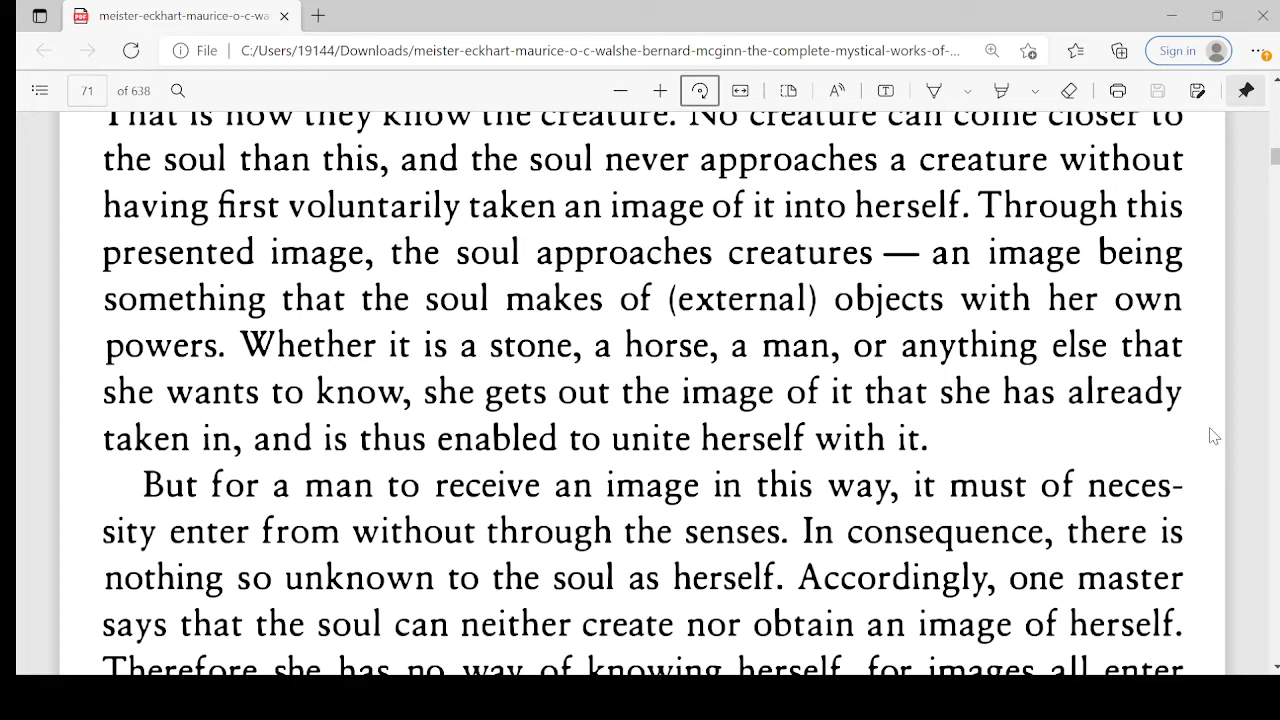 meister-eckhart-maurice-o-c-wa
File C:/Users/19144/Downloads/meister-eckhart-maurice-o-c-walshe-bernard-mcginn-the-complete-mystical-works-of-... Sign in
71 of 638
That is how they know the creature. No creature can come closer to
the soul than this, and the soul never approaches a creature without
having first voluntarily taken an image of it into herself. Through this
presented image, the soul approaches creatures — an image being
something that the soul makes of (external) objects with her own
powers. Whether it is a stone, a horse, a man, or anything else that
she wants to know, she gets out the image of it that she has already
taken in, and is thus enabled to unite herself with it.
But for a man to receive an image in this way, it must of neces-
sity enter from without through the senses. In consequence, there is
nothing so unknown to the soul as herself. Accordingly, one master
says that the soul can neither create nor obtain an image of herself.
Therefore she has no way of knowing herself, for images all enter